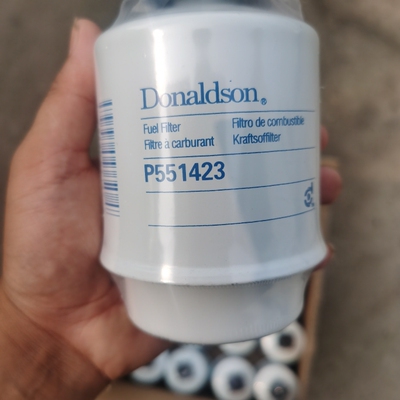 Donaldson®
Fuel Filter Filtro de combustible
Filtre a carburant Kraftsoffilter
P551423